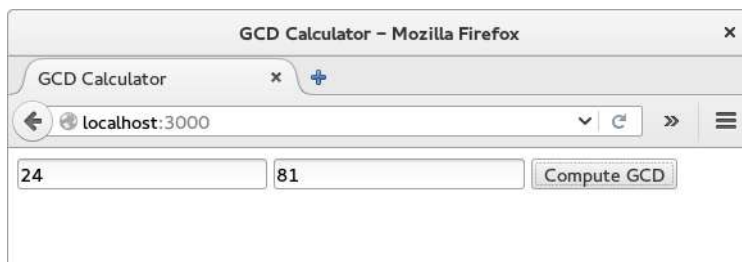 GCD Calculator – Mozilla Firefox
GCD Calculator
localhost:3000
24 81 Compute GCD